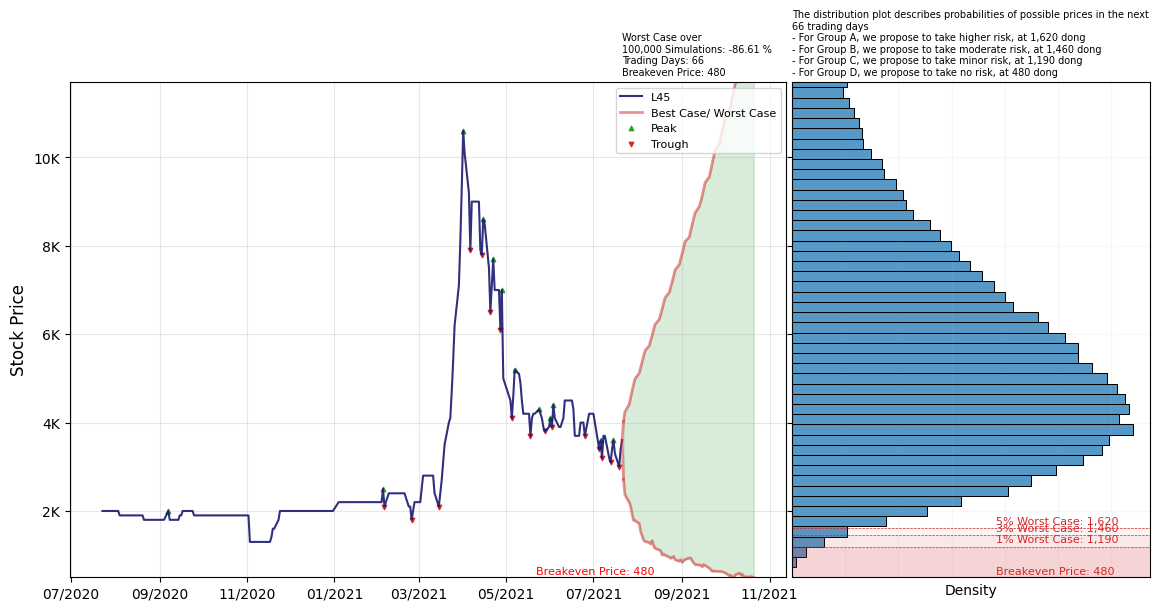 The distribution plot describes probabilities of possible prices in the next
66 trading days
- For Group A, we propose to take higher risk, at 1,620 dong
- For Group B, we propose to take moderate risk, at 1,460 dong
- For Group C, we propose to take minor risk, at 1,190 dong
- For Group D, we propose to take no risk, at 480 dong
Worst Case over
100,000 Simulations: -86.61 %
Trading Days: 66
Breakeven Price: 480
L45
Best Case/ Worst Case
Peak
Trough
Stock Price
10K
8K
6K
4K
2K
Breakeven Price: 480
07/2020
09/2020
11/2020
01/2021
03/2021
05/2021
07/2021
09/2021
11/2021
5% Worst Case: 1,620
3% Worst Case: 1,460
1% Worst Case: 1,190
Breakeven Price: 480
Density